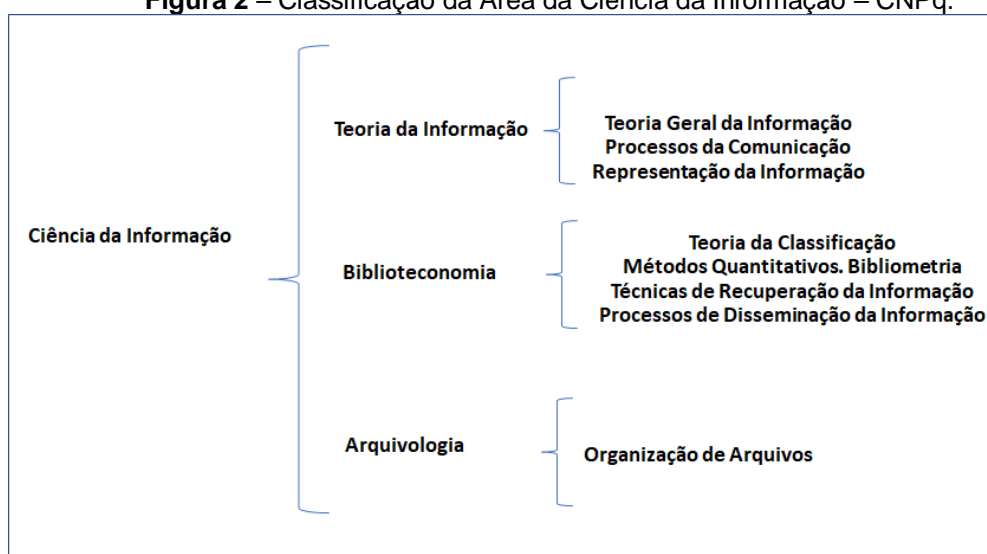 Figura 2 – Classificação da Área da Ciência da Informação – CNPq.
Ciência da Informação
Teoria da Informação
Teoria Geral da Informação
Processos da Comunicação
Representação da Informação
Biblioteconomia
Teoria da Classificação
Métodos Quantitativos. Bibliometria
Técnicas de Recuperação da Informação
Processos de Disseminação da Informação
Arquivologia
Organização de Arquivos